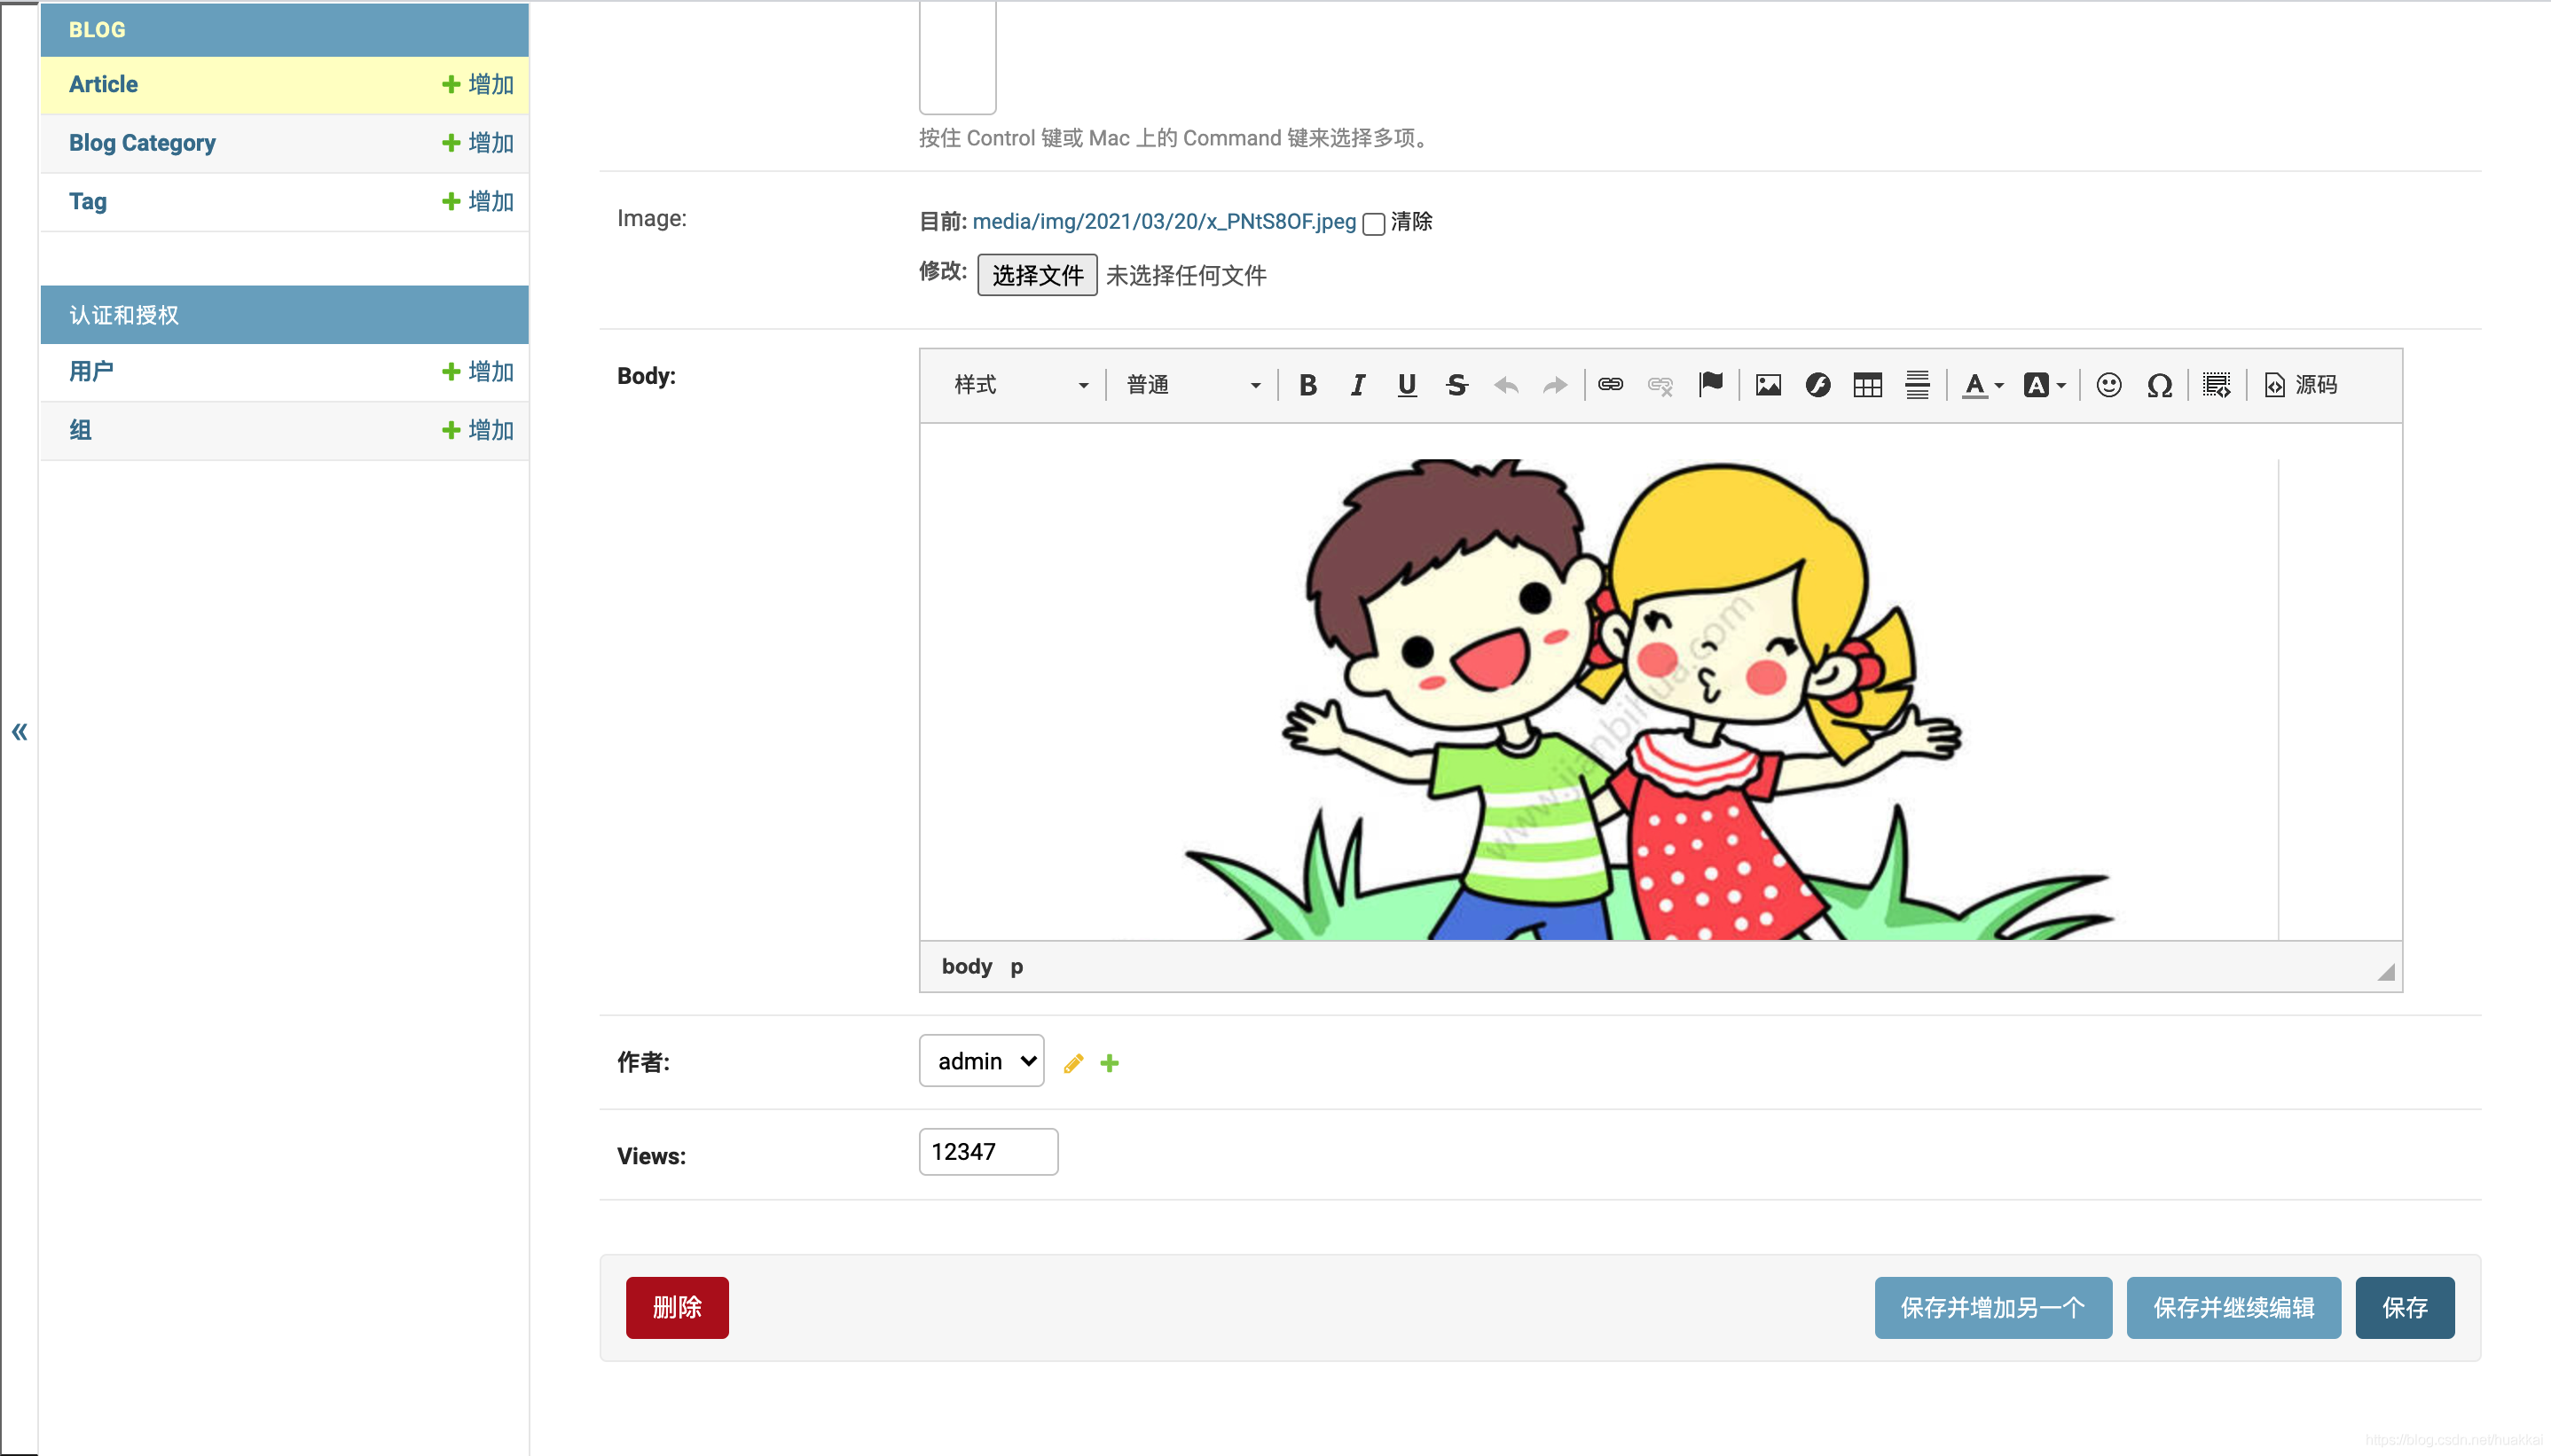 BLOG
Article 增加
Blog Category 增加
Tag 增加
认证和授权
用户 增加
组 增加
«
按住 Control 键或 Mac 上的 Command 键来选择多项。
Image:
目前: media/img/2021/03/20/x_PNtS8OF.jpeg 清除
修改: 选择文件 未选择任何文件
Body:
样式 普通 B I U S A A Ω 源码
body p
作者: admin
Views: 12347
删除 保存并增加另一个 保存并继续编辑 保存
https://blog.csdn.net/huakkai